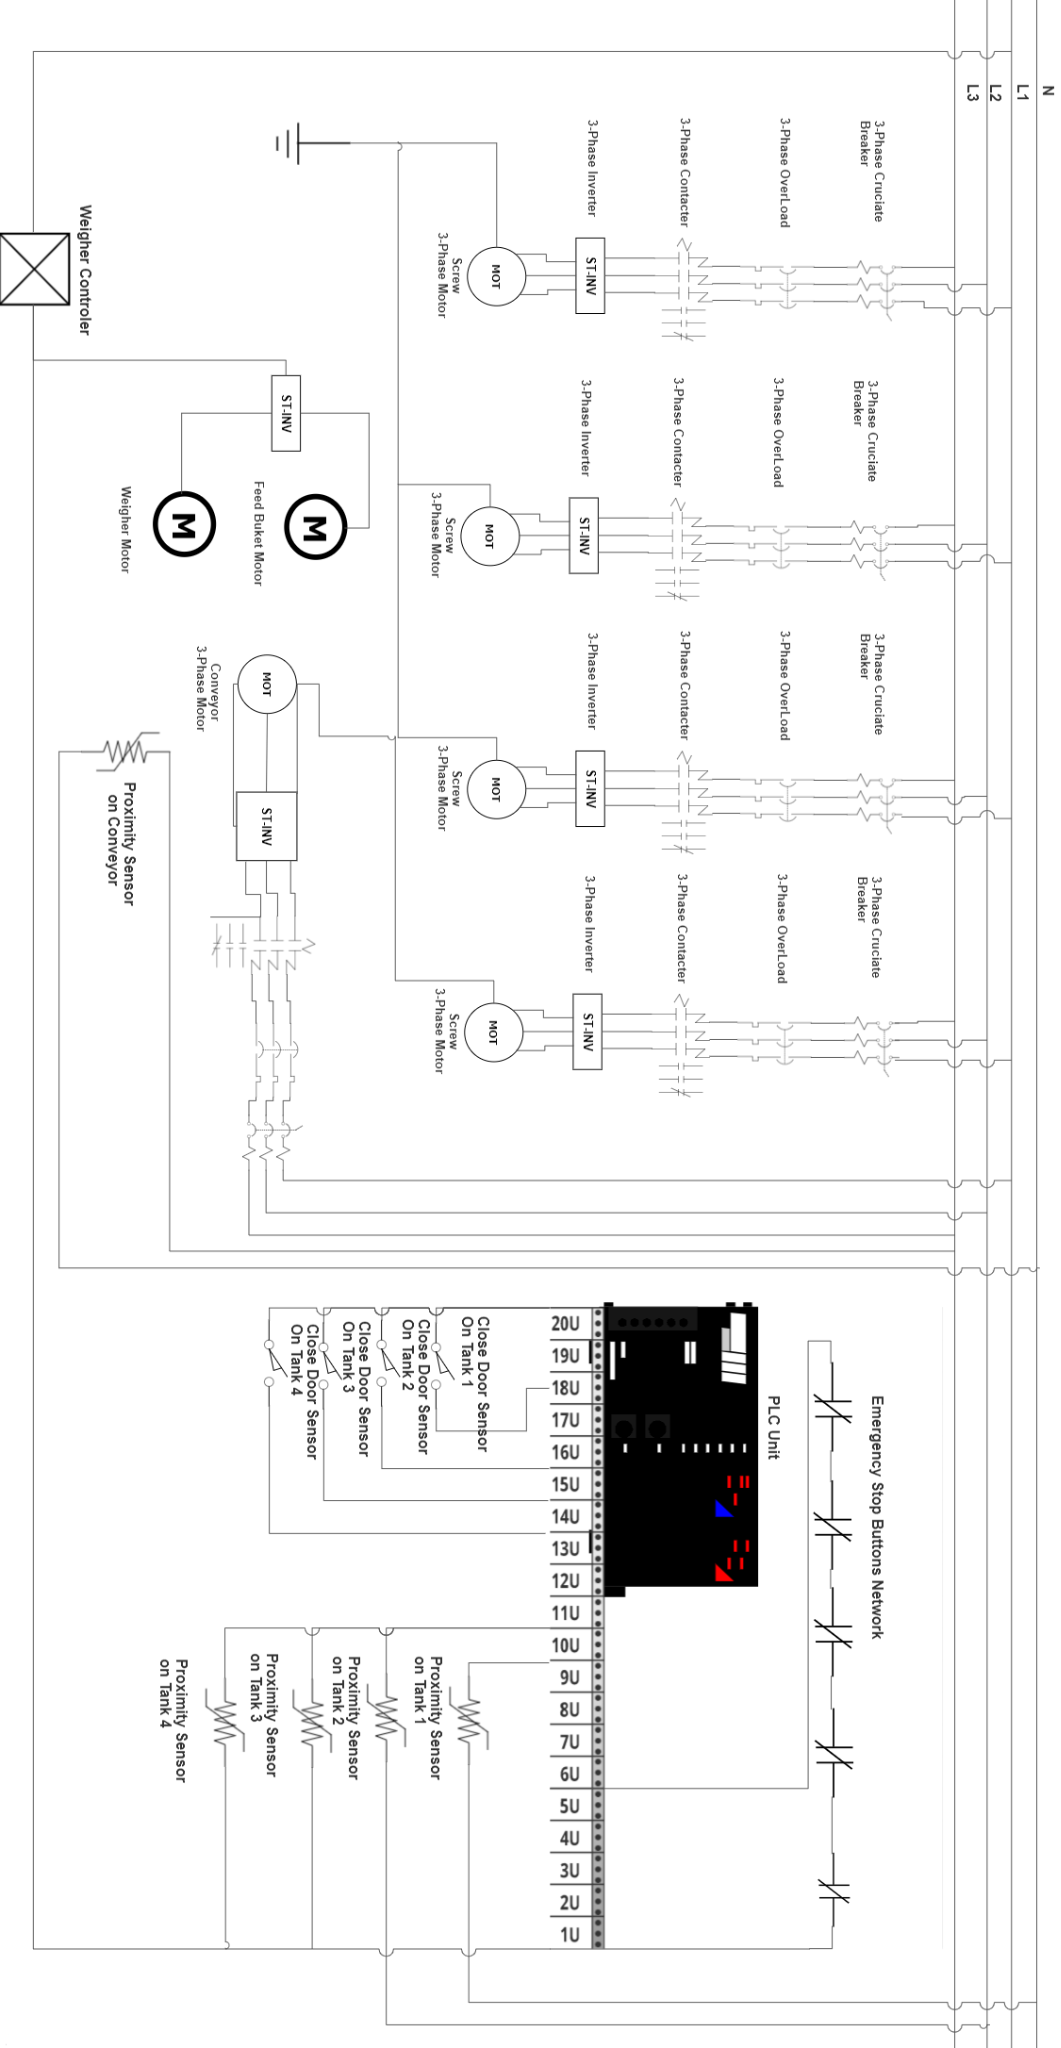 N
L1
L2
L3
3-Phase Cruciate
Breaker
3-Phase OverLoad
3-Phase Contacter
3-Phase Inverter
ST-INV
MOT
Screw
3-Phase Motor
3-Phase Cruciate
Breaker
3-Phase OverLoad
3-Phase Contacter
3-Phase Inverter
ST-INV
MOT
Screw
3-Phase Motor
3-Phase Cruciate
Breaker
3-Phase OverLoad
3-Phase Contacter
3-Phase Inverter
ST-INV
MOT
Screw
3-Phase Motor
3-Phase Cruciate
Breaker
3-Phase OverLoad
3-Phase Contacter
3-Phase Inverter
ST-INV
MOT
Screw
3-Phase Motor
Weigher Controler
ST-INV
M
Feed Buket Motor
M
Weigher Motor
MOT
Conveyor
3-Phase Motor
ST-INV
Proximity Sensor
on Conveyor
Emergency Stop Buttons Network
PLC Unit
20U
19U
18U
17U
16U
15U
14U
13U
12U
11U
10U
9U
8U
7U
6U
5U
4U
3U
2U
1U
Close Door Sensor
On Tank 1
Close Door Sensor
On Tank 2
Close Door Sensor
On Tank 3
Close Door Sensor
On Tank 4
Proximity Sensor
on Tank 1
Proximity Sensor
on Tank 2
Proximity Sensor
on Tank 3
Proximity Sensor
on Tank 4